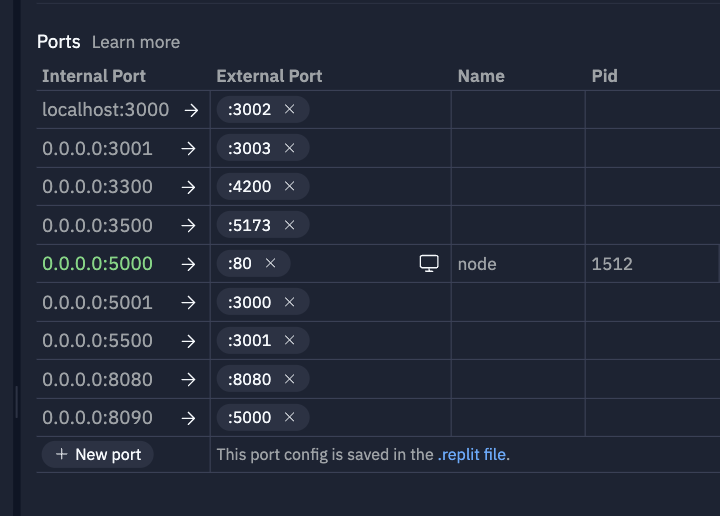 Ports Learn more
Internal Port External Port Name Pid
localhost:3000 → :3002 ×
0.0.0.0:3001 → :3003 ×
0.0.0.0:3300 → :4200 ×
0.0.0.0:3500 → :5173 ×
0.0.0.0:5000 → :80 × node 1512
0.0.0.0:5001 → :3000 ×
0.0.0.0:5500 → :3001 ×
0.0.0.0:8080 → :8080 ×
0.0.0.0:8090 → :5000 ×
+ New port This port config is saved in the .replit file.